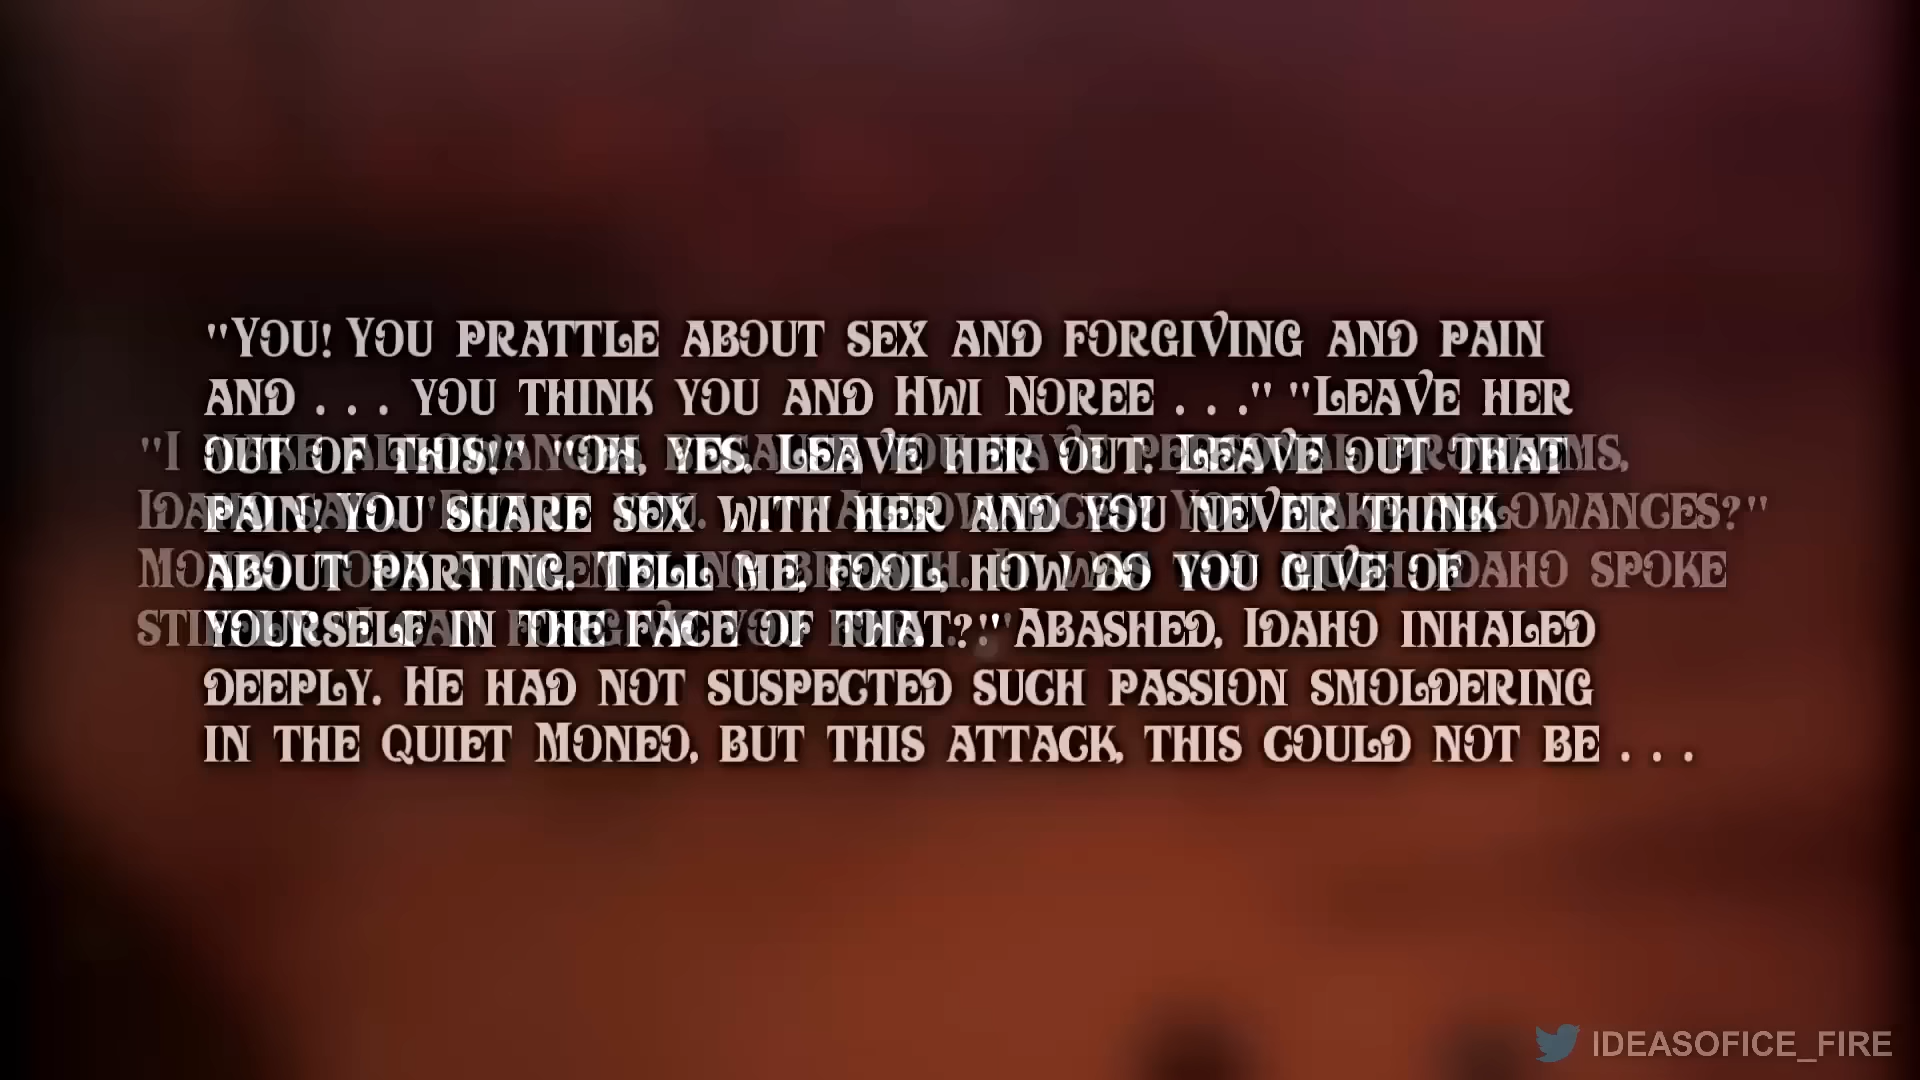 "You! You prattle about sex and forgiving and pain
and . . . you think you and Hwi Noree . . ." "Leave her
out of this!" "Oh, yes. Leave her out. Leave out that
pain! You share sex with her and you never think
about parting. Tell me, fool, how do you give of
yourself in the face of that?" Abashed, Idaho inhaled
deeply. He had not suspected such passion smoldering
in the quiet Moneo, but this attack, this could not be . . .
IDEASOFICE_FIRE